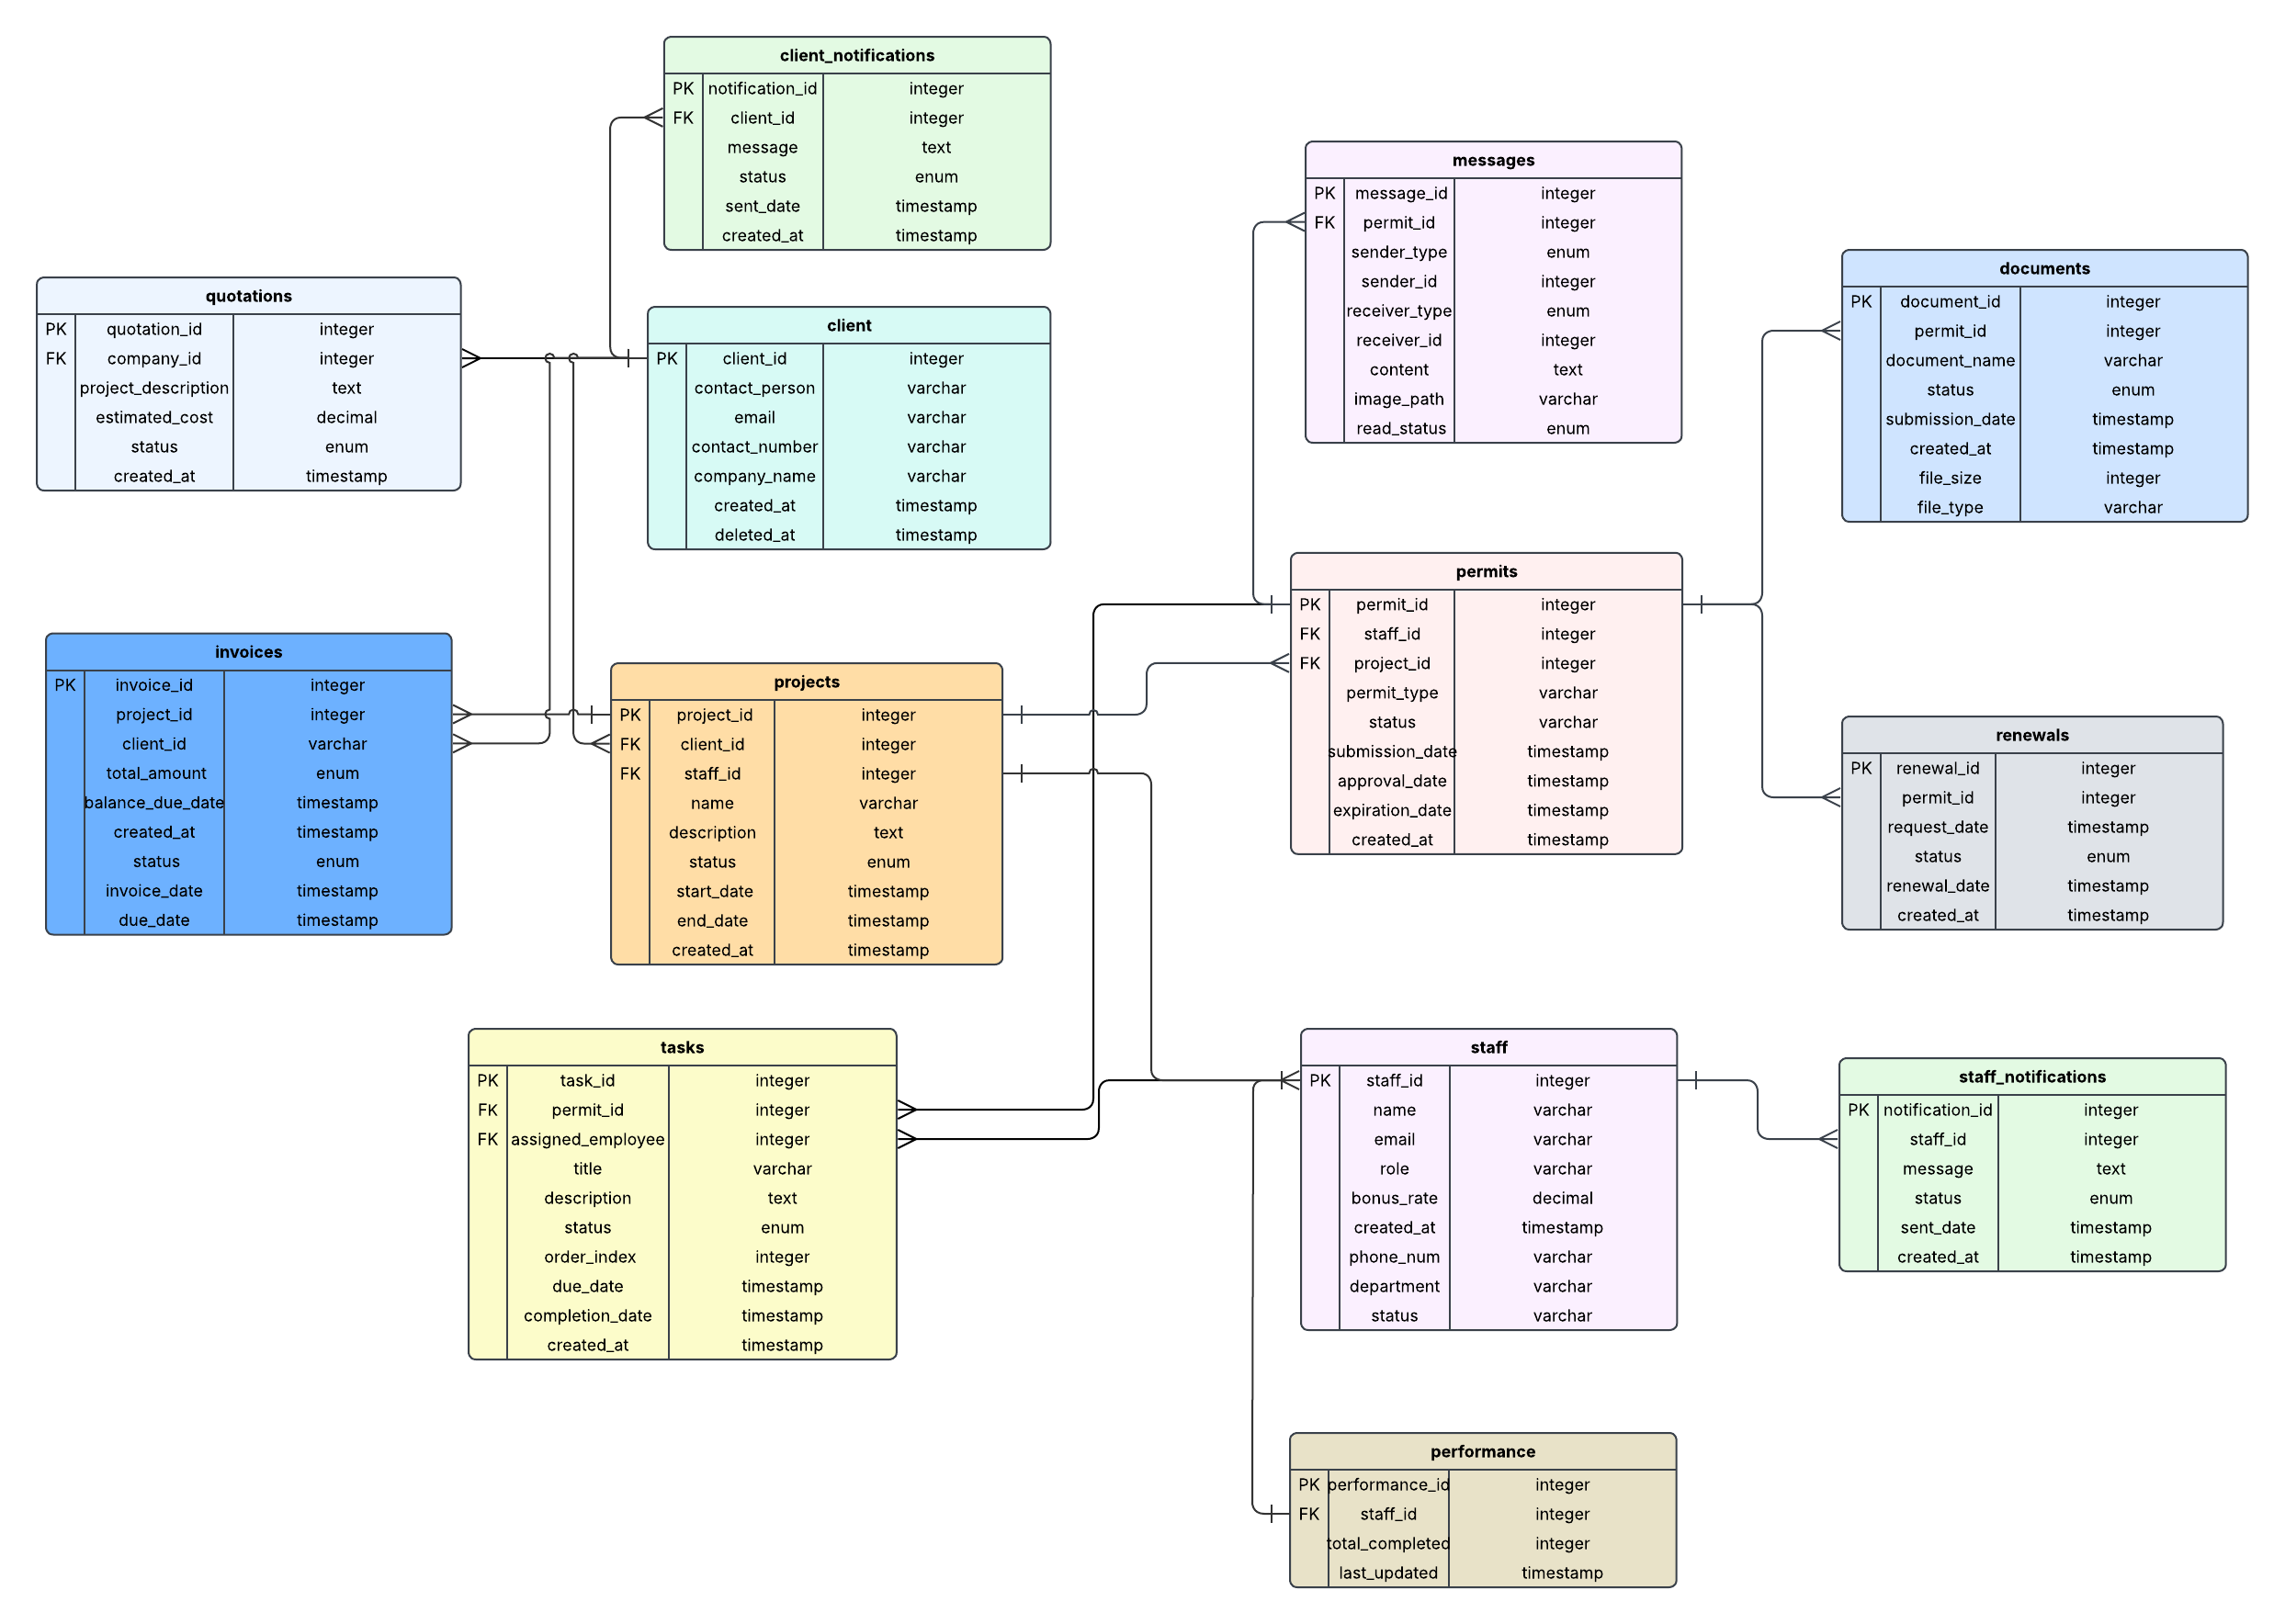 client_notifications
PK notification_id integer
FK client_id integer
message text
status enum
sent_date timestamp
created_at timestamp
quotations
PK quotation_id integer
FK company_id integer
project_description text
estimated_cost decimal
status enum
created_at timestamp
client
PK client_id integer
contact_person varchar
email varchar
contact_number varchar
company_name varchar
created_at timestamp
deleted_at timestamp
messages
PK message_id integer
FK permit_id integer
sender_type enum
sender_id integer
receiver_type enum
receiver_id integer
content text
image_path varchar
read_status enum
documents
PK document_id integer
permit_id integer
document_name varchar
status enum
submission_date timestamp
created_at timestamp
file_size integer
file_type varchar
invoices
PK invoice_id integer
project_id integer
client_id varchar
total_amount enum
balance_due_date timestamp
created_at timestamp
status enum
invoice_date timestamp
due_date timestamp
projects
PK project_id integer
FK client_id integer
FK staff_id integer
name varchar
description text
status enum
start_date timestamp
end_date timestamp
created_at timestamp
permits
PK permit_id integer
FK staff_id integer
FK project_id integer
permit_type varchar
status varchar
submission_date timestamp
approval_date timestamp
expiration_date timestamp
created_at timestamp
renewals
PK renewal_id integer
permit_id integer
request_date timestamp
status enum
renewal_date timestamp
created_at timestamp
tasks
PK task_id integer
FK permit_id integer
FK assigned_employee integer
title varchar
description text
status enum
order_index integer
due_date timestamp
completion_date timestamp
created_at timestamp
staff
PK staff_id integer
name varchar
email varchar
role varchar
bonus_rate decimal
created_at timestamp
phone_num varchar
department varchar
status varchar
staff_notifications
PK notification_id integer
staff_id integer
message text
status enum
sent_date timestamp
created_at timestamp
performance
PK performance_id integer
FK staff_id integer
total_completed integer
last_updated timestamp